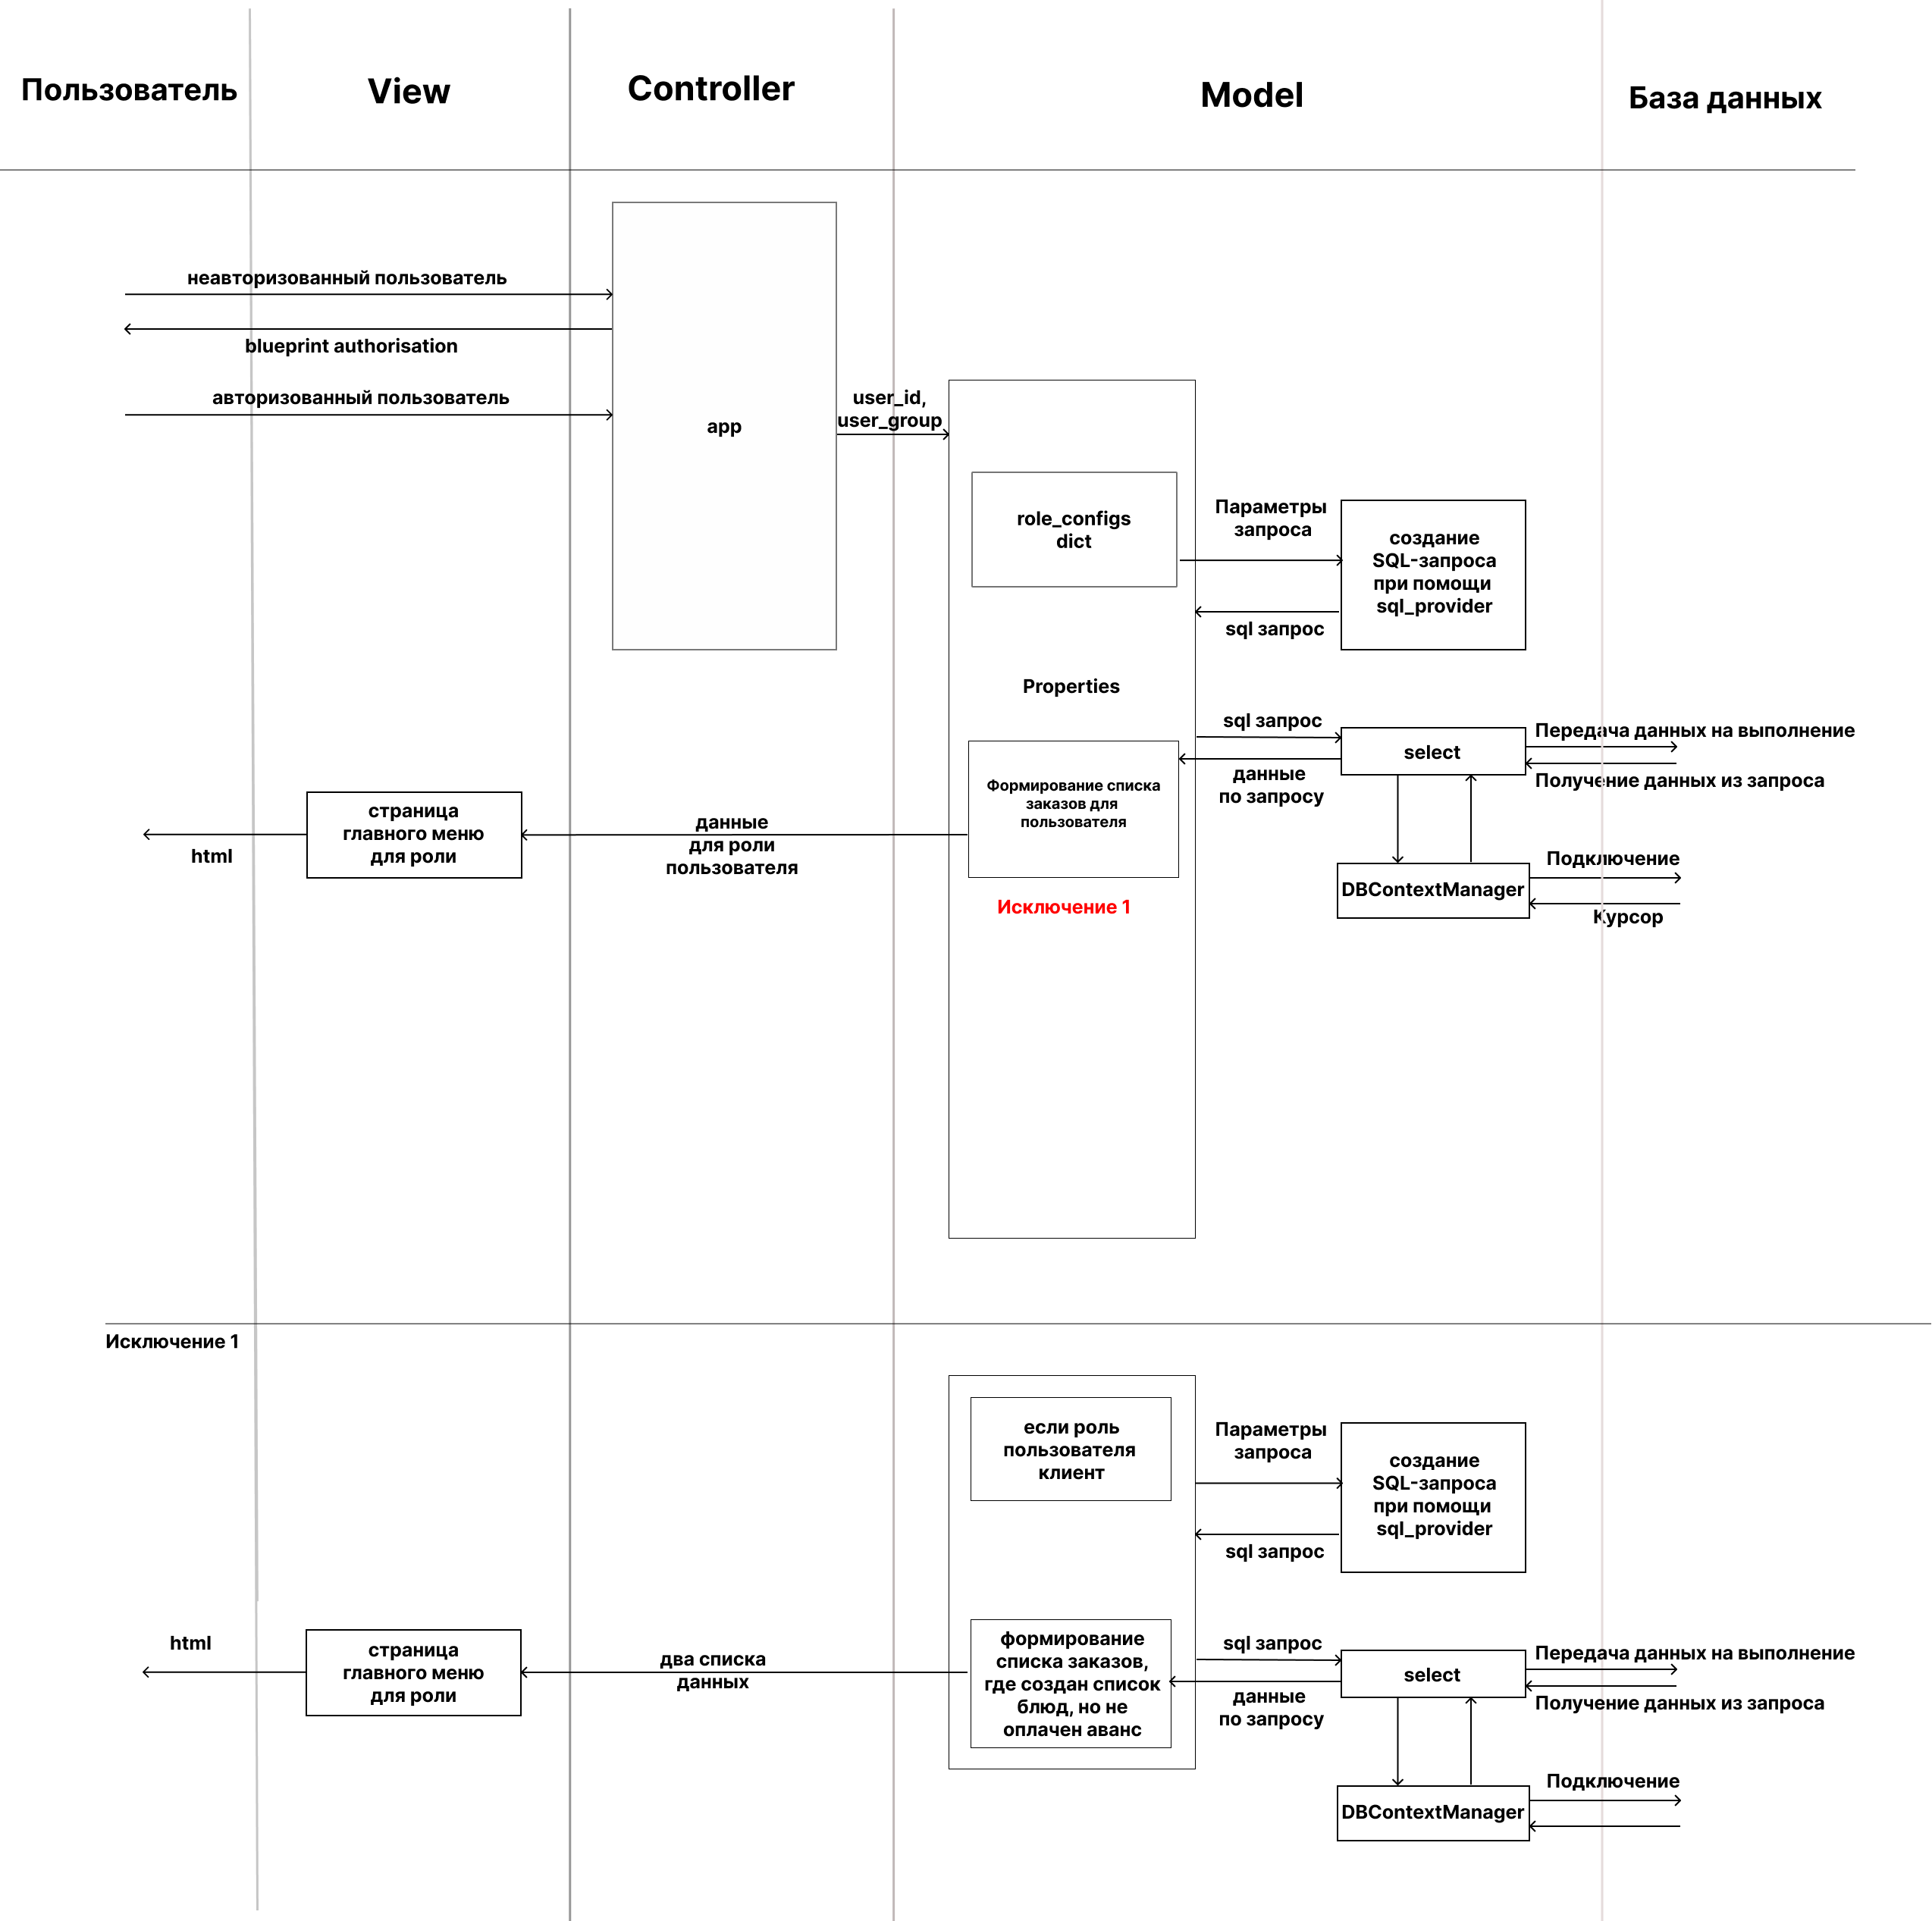 Пользователь
View
Controller
Model
База данных
неавторизованный пользователь
blueprint authorisation
авторизованный пользователь
app
user_id,
user_group
role_configs
dict
Параметры
запроса
создание
SQL-запроса
при помощи
sql_provider
sql запрос
Properties
sql запрос
select
Передача данных на выполнение
Получение данных из запроса
данные
по запросу
Формирование списка
заказов для
пользователя
данные
для роли
пользователя
страница
главного меню
для роли
html
Исключение 1
DBContextManager
Подключение
Курсор
Исключение 1
если роль
пользователя
клиент
Параметры
запроса
создание
SQL-запроса
при помощи
sql_provider
sql запрос
формирование
списка заказов,
где создан список
блюд, но не
оплачен аванс
sql запрос
select
Передача данных на выполнение
Получение данных из запроса
данные
по запросу
два списка
данных
страница
главного меню
для роли
html
DBContextManager
Подключение